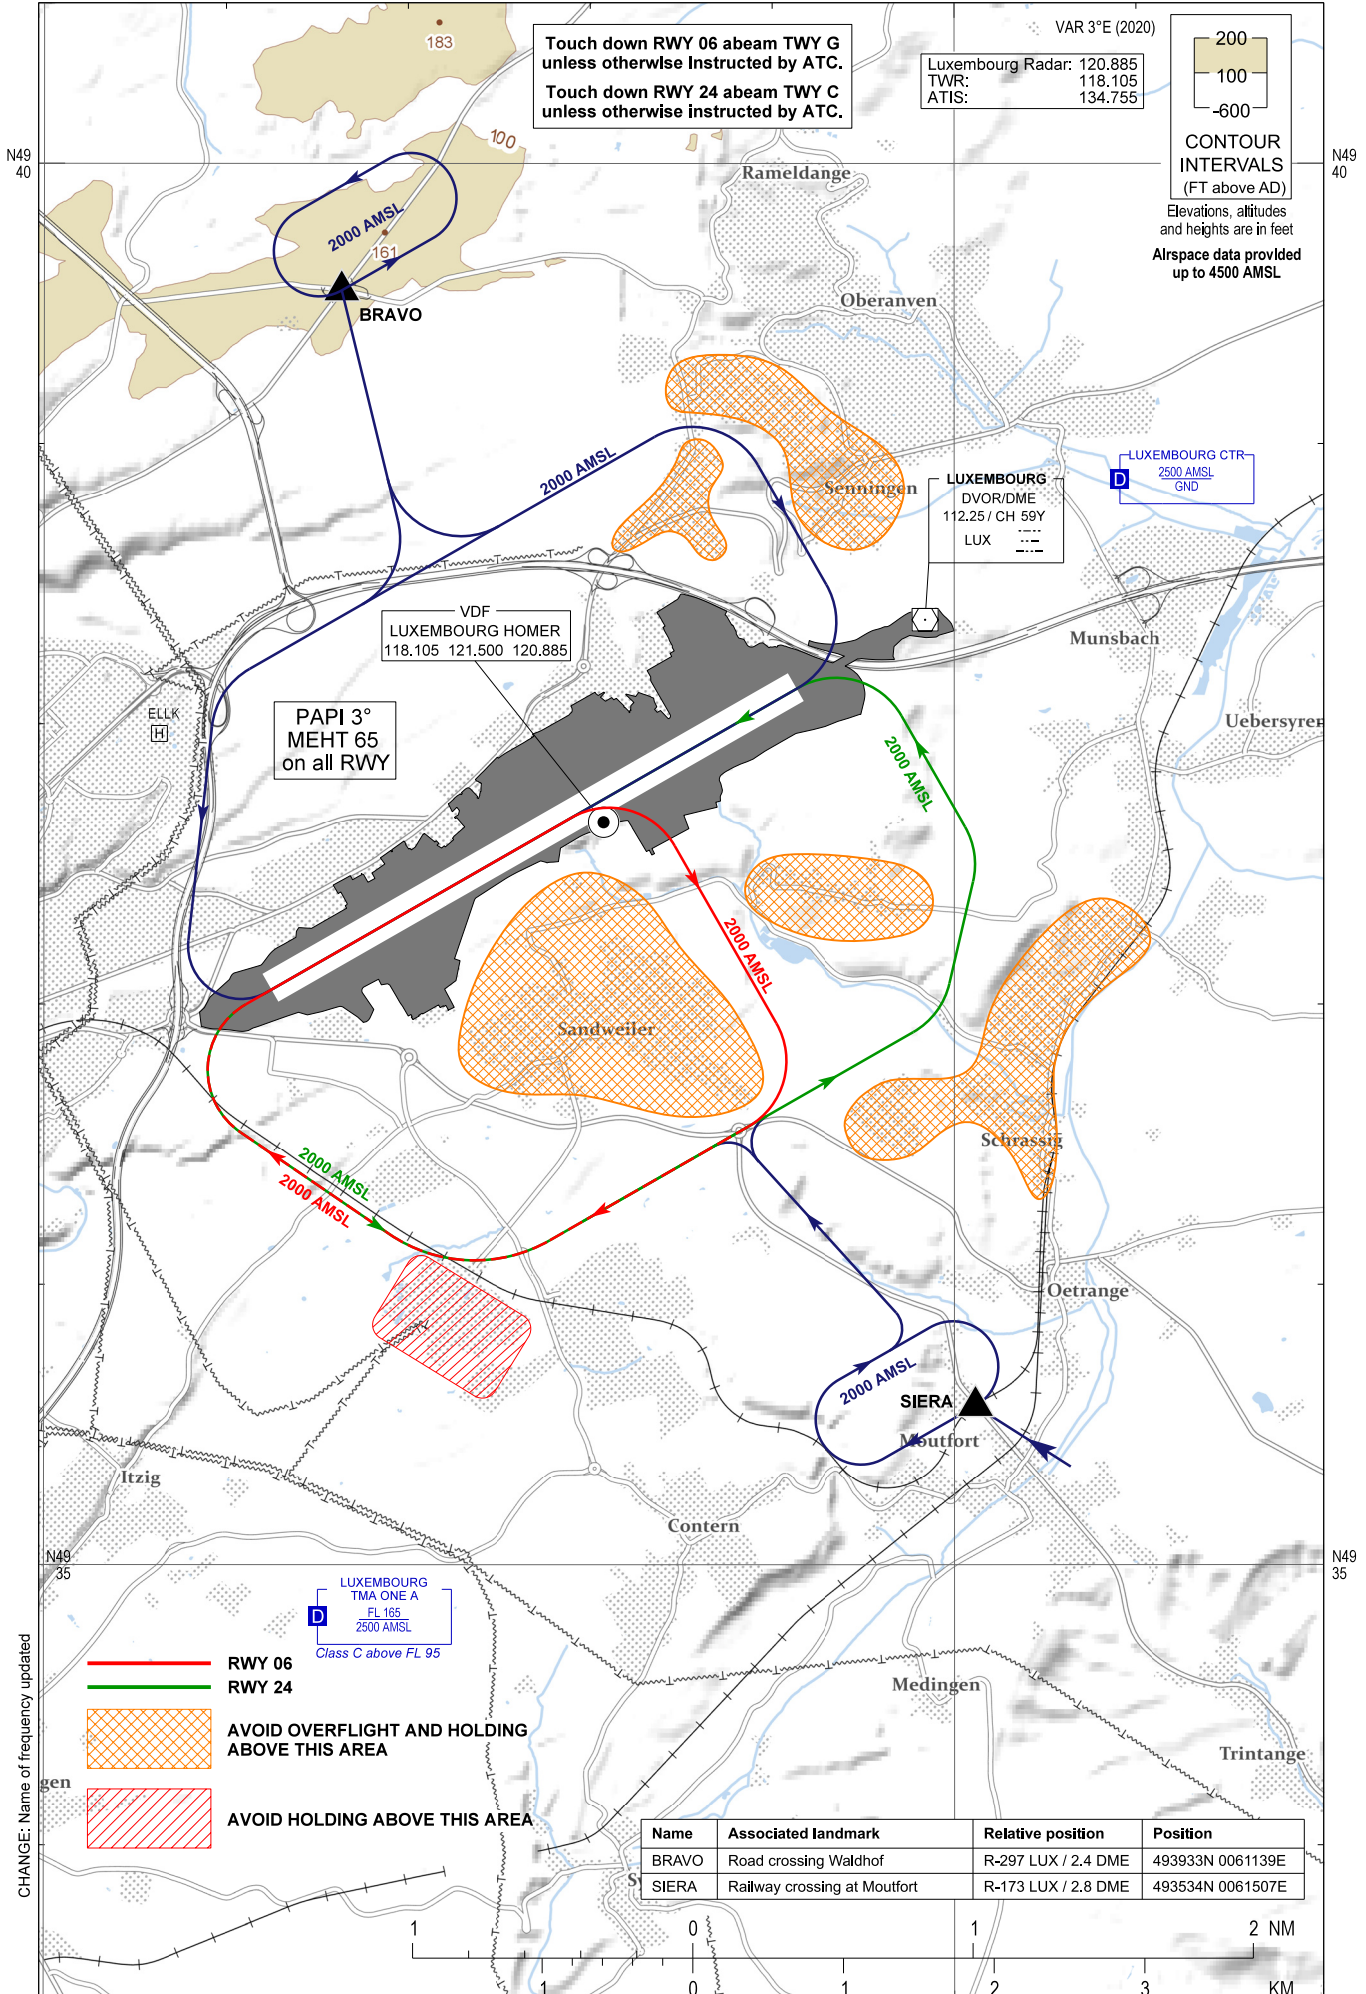 183
Touch down RWY 06 abeam TWY G
unless otherwise instructed by ATC.
Touch down RWY 24 abeam TWY C
unless otherwise instructed by ATC.
VAR 3°E (2020)
Luxembourg Radar: 120.885
TWR: 118.105
ATIS: 134.755
200
100
-600
CONTOUR
INTERVALS
(FT above AD)
Elevations, altitudes
and heights are in feet
Airspace data provided
up to 4500 AMSL
N49
40
N49
40
100
Rameldange
2000 AMSL
161
BRAVO
Oberanven
2000 AMSL
Senningen
LUXEMBOURG
DVOR/DME
112.25 / CH 59Y
LUX
LUXEMBOURG CTR
D
2500 AMSL
GND
VDF
LUXEMBOURG HOMER
118.105 121.500 120.885
Munsbach
ELLK
H
PAPI 3°
MEHT 65
on all RWY
Uebersyren
2000 AMSL
2000 AMSL
Sandweiler
Schrassig
2000 AMSL
2000 AMSL
Oetrange
2000 AMSL
SIERA
Moutfort
Itzig
Contern
N49
35
N49
35
LUXEMBOURG
TMA ONE A
D
FL 165
2500 AMSL
Class C above FL 95
RWY 06
RWY 24
AVOID OVERFLIGHT AND HOLDING
ABOVE THIS AREA
AVOID HOLDING ABOVE THIS AREA
Medingen
Trintange
gen
CHANGE: Name of frequency updated
Name Associated landmark Relative position Position
BRAVO Road crossing Waldhof R-297 LUX / 2.4 DME 493933N 0061139E
SIERA Railway crossing at Moutfort R-173 LUX / 2.8 DME 493534N 0061507E
1 0 1 2 NM
1 0 1 2 3 KM